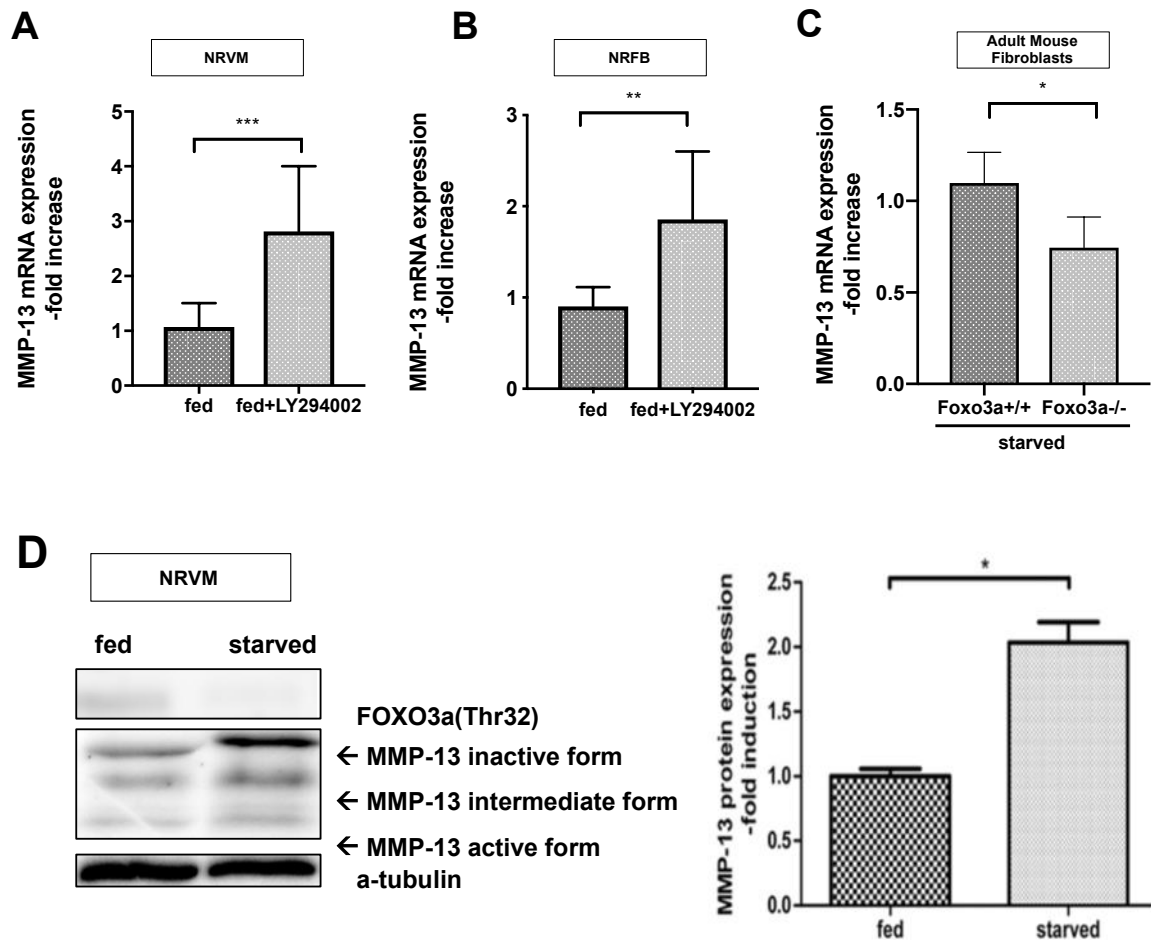 A
NRVM
MMP-13 mRNA expression
-fold increase
***
5
4
3
2
1
0
fed
fed+LY294002
B
NRFB
MMP-13 mRNA expression
-fold increase
**
3
2
1
0
fed
fed+LY294002
C
Adult Mouse
Fibroblasts
MMP-13 mRNA expression
-fold increase
*
1.5
1.0
0.5
0.0
Foxo3a+/+
Foxo3a-/-
starved
D
NRVM
fed
starved
FOXO3a(Thr32)
← MMP-13 inactive form
← MMP-13 intermediate form
← MMP-13 active form
a-tubulin
MMP-13 protein expression
-fold induction
*
2.5
2.0
1.5
1.0
0.5
0.0
fed
starved